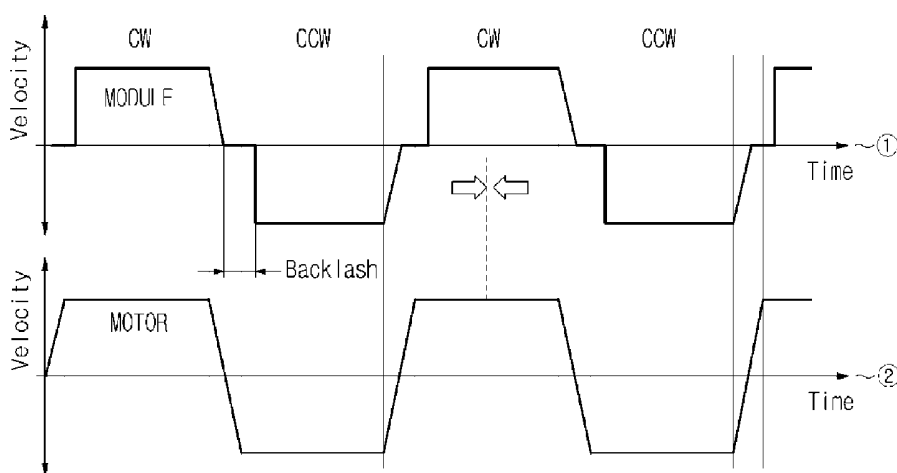 CW
CCW
CW
CCW
Velocity
MODULE
~①
Time
Backlash
Velocity
MOTOR
~②
Time